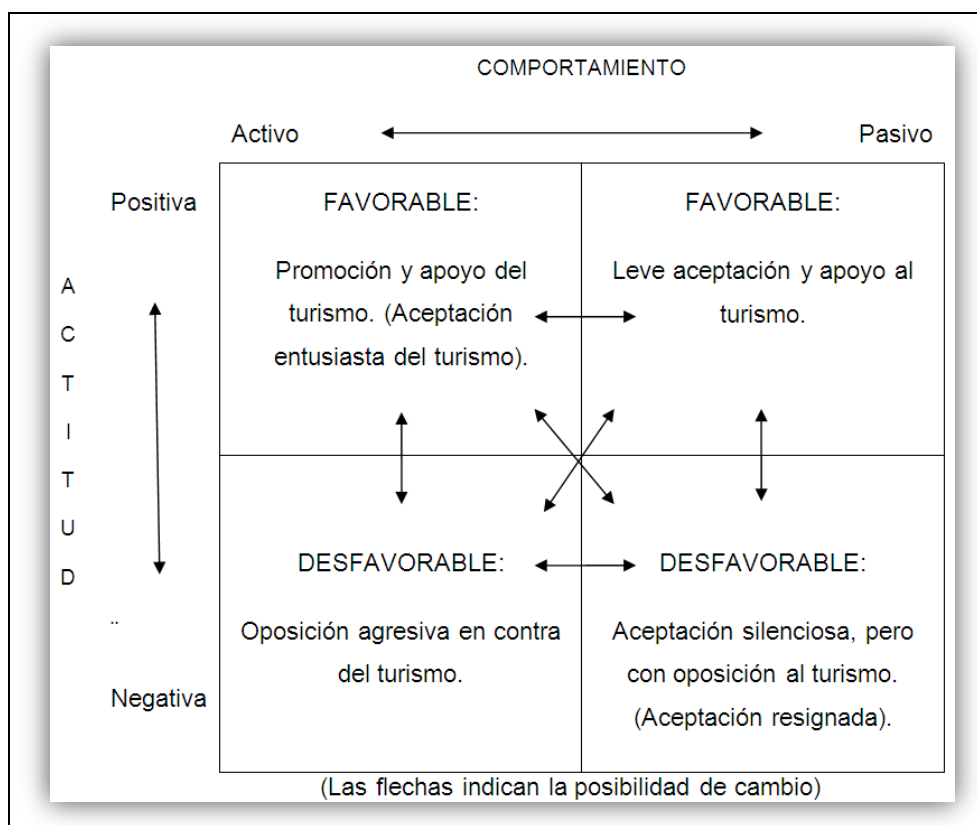 COMPORTAMIENTO
Activo
Pasivo
Positiva
A
C
T
I
T
U
D
¨
Negativa
FAVORABLE:
Promoción y apoyo del
turismo. (Aceptación
entusiasta del turismo).
FAVORABLE:
Leve aceptación y apoyo al
turismo.
DESFAVORABLE:
Oposición agresiva en contra
del turismo.
DESFAVORABLE:
Aceptación silenciosa, pero
con oposición al turismo.
(Aceptación resignada).
(Las flechas indican la posibilidad de cambio)